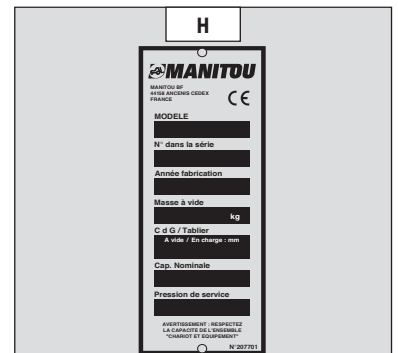 H
MANITOU
MANITOU BF
44158 ANCENIS CEDEX
FRANCE
CE
MODELE
N° dans la série
Année fabrication
Masse à vide
kg
C d G / Tablier
A vide / En charge : mm
Cap. Nominale
Pression de service
AVERTISSEMENT : RESPECTEZ
LA CAPACITE DE L'ENSEMBLE
"CHARIOT ET EQUIPEMENT"
N°207701